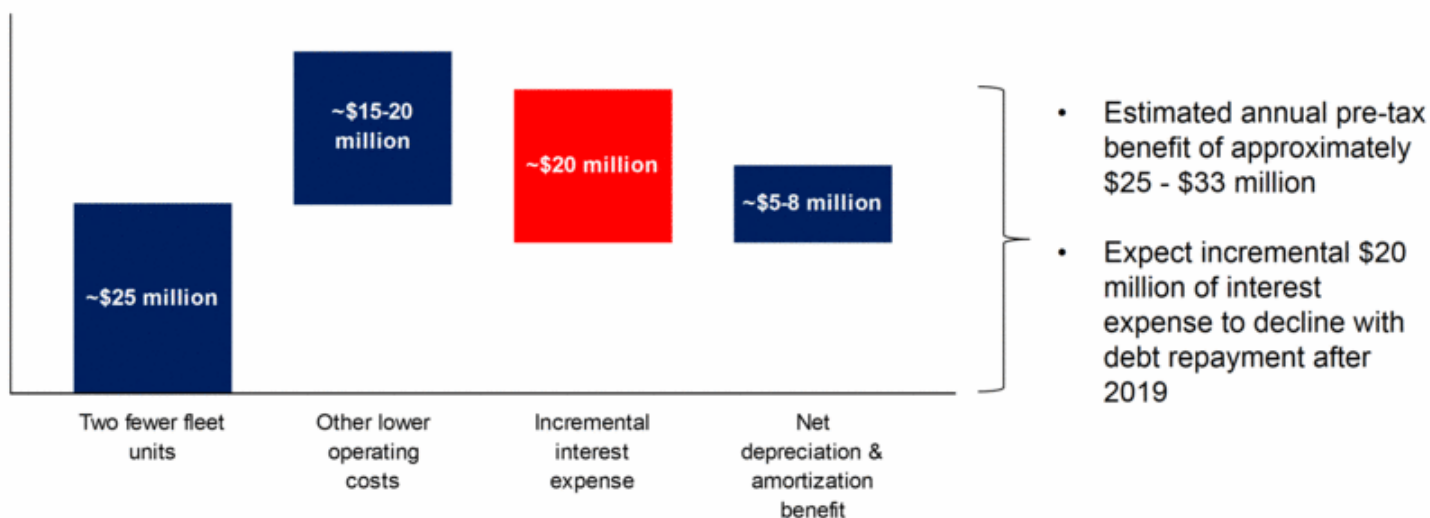 ~$15-20
million
~$20 million
~$5-8 million
~$25 million
Two fewer fleet
units
Other lower
operating
costs
Incremental
interest
expense
Net
depreciation &
amortization
benefit
• Estimated annual pre-tax
benefit of approximately
$25 - $33 million
• Expect incremental $20
million of interest
expense to decline with
debt repayment after
2019